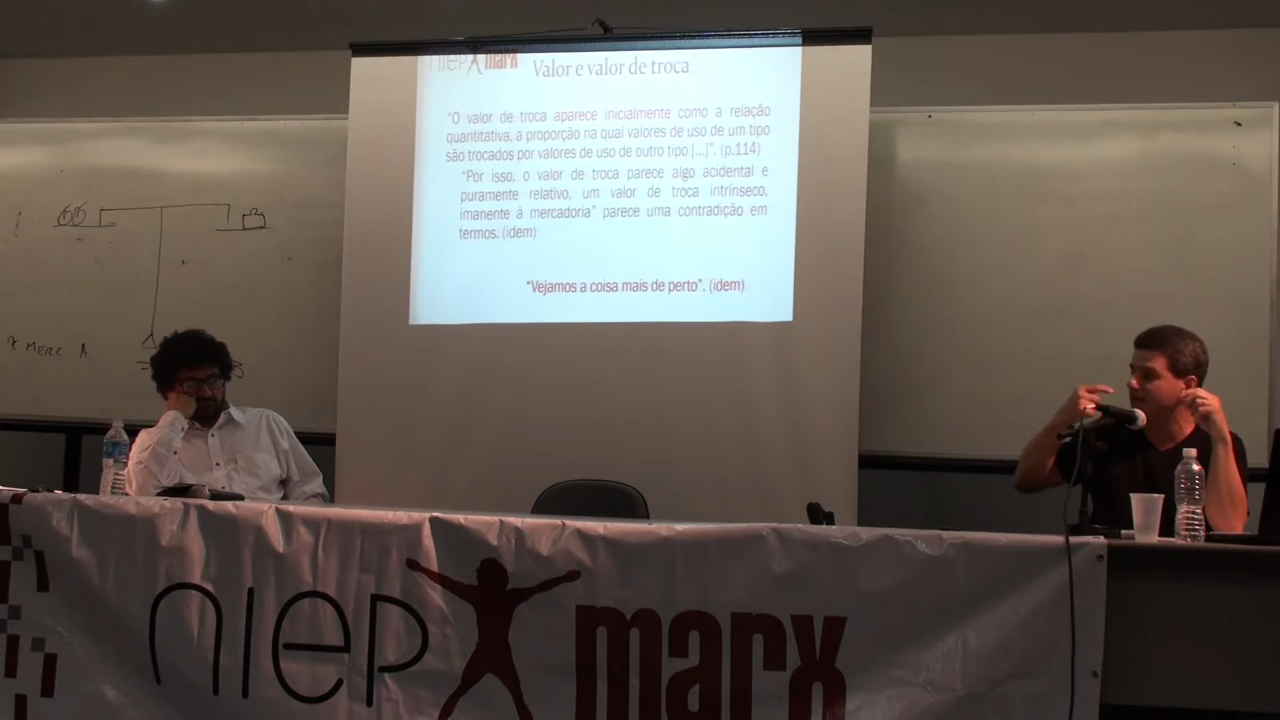 niep marx
Valor e valor de troca
"O valor de troca aparece inicialmente como a relação
quantitativa, a proporção na qual valores de uso de um tipo
são trocados por valores de uso de outro tipo [...]". (p.114)
"Por isso, o valor de troca parece algo acidental e
puramente relativo, um valor de troca intrínseco,
imanente à mercadoria" parece uma contradição em
termos. (idem)
"Vejamos a coisa mais de perto". (idem)
X MERC A
B
niep marx